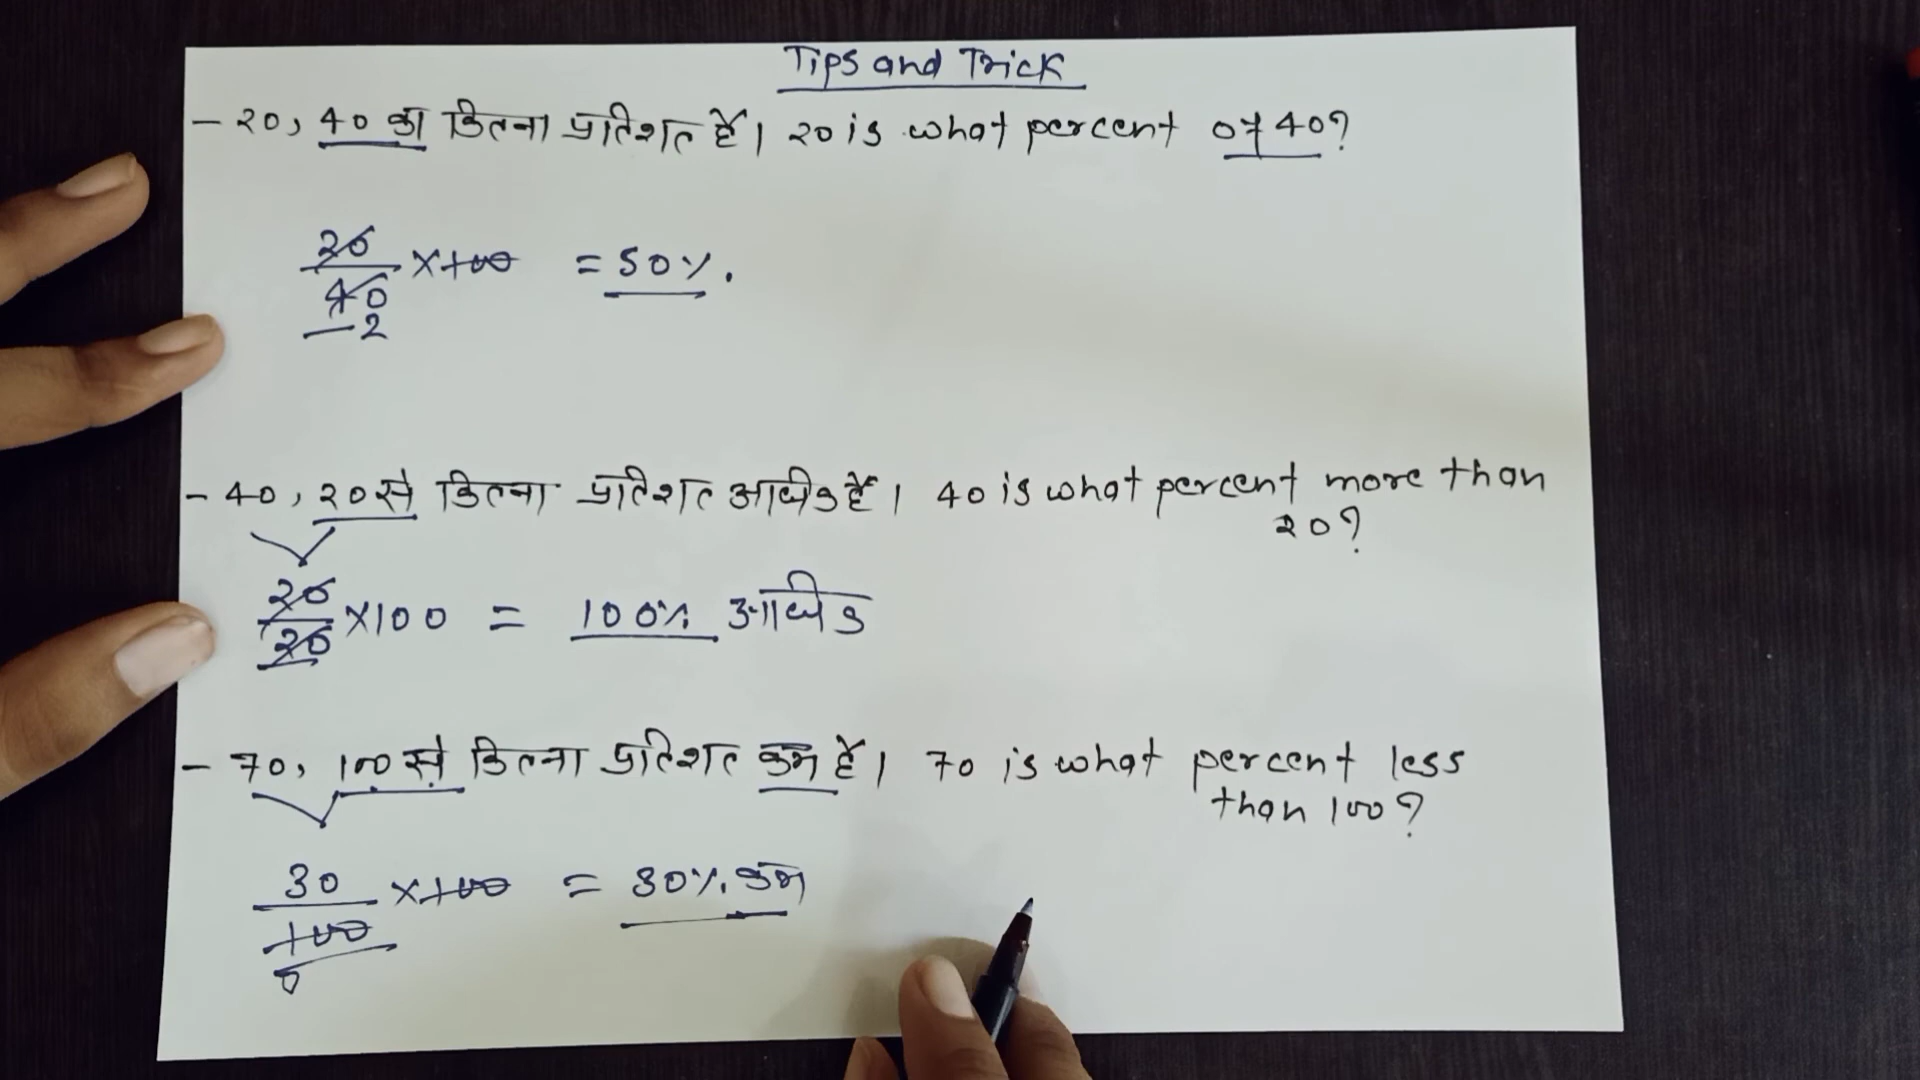 Tips and Trick
- 20, 40 का कितना प्रतिशत है। 20 is what percent of 40?
20/40 × 100 = 50%.
2
- 40, 20 से कितना प्रतिशत अधिक है। 40 is what percent more than
20?
20/20 × 100 = 100% अधिक
- 70, 100 से कितना प्रतिशत कम है। 70 is what percent less
than 100?
30/100 × 100 = 30% कम